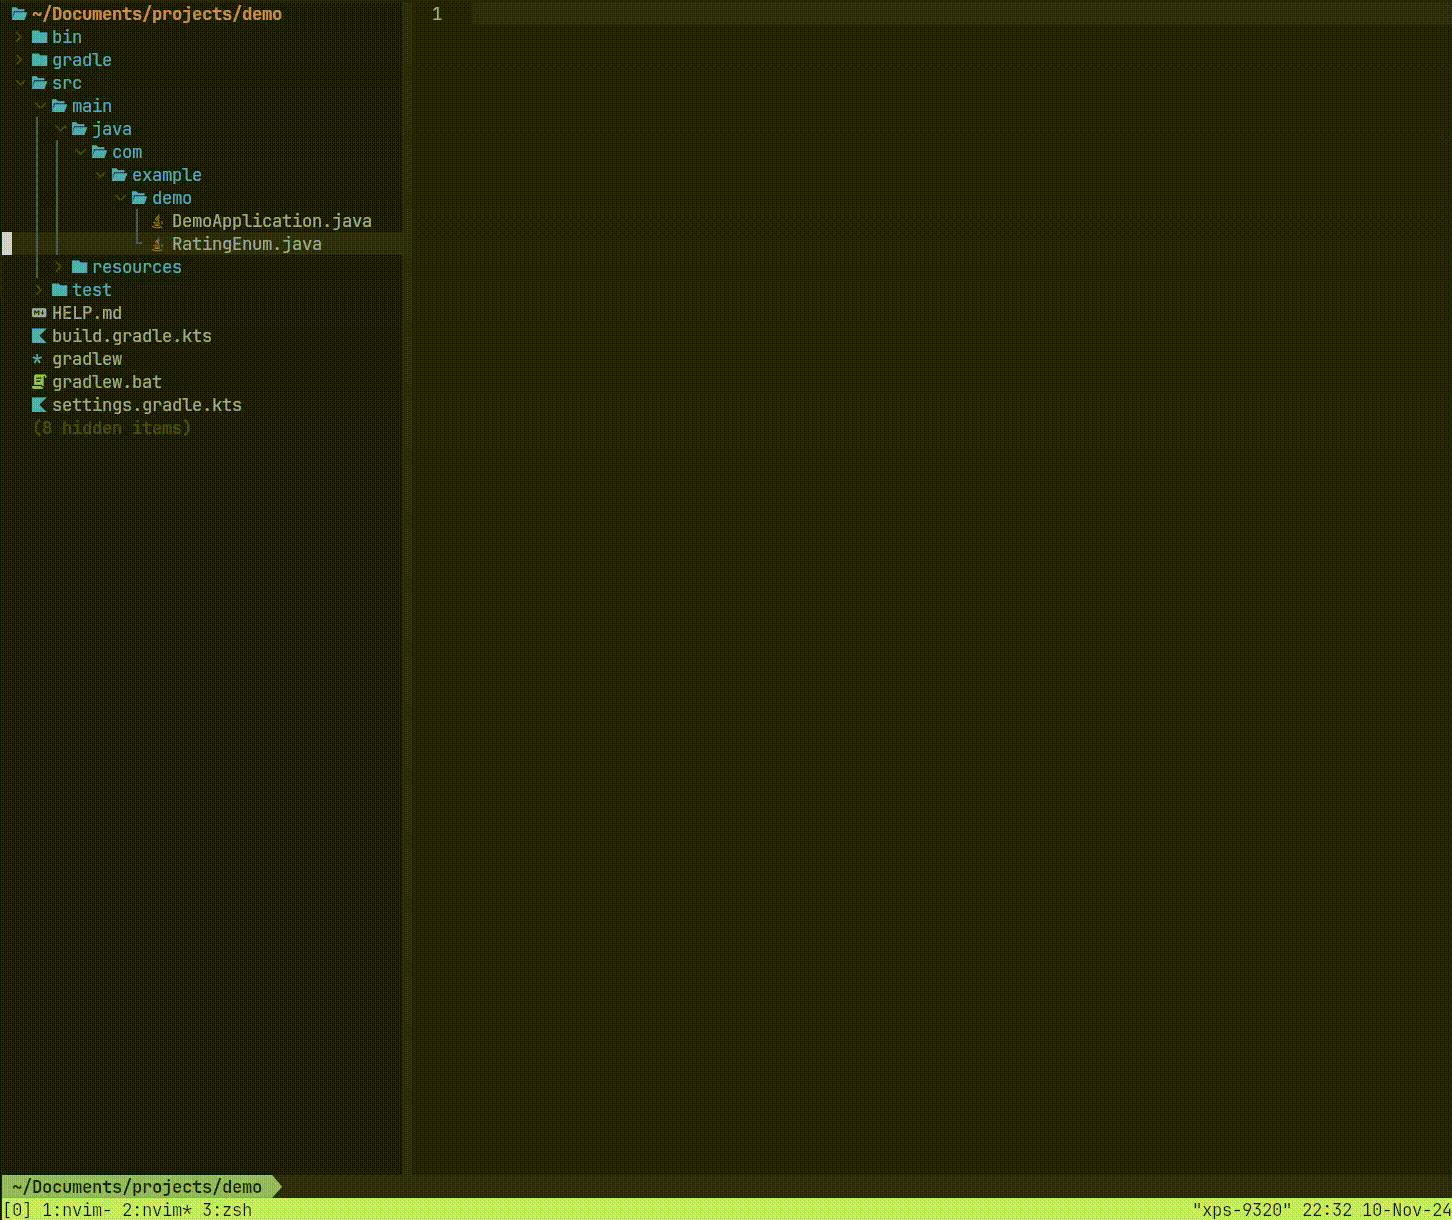 ~/Documents/projects/demo
1
bin
gradle
src
main
java
com
example
demo
DemoApplication.java
RatingEnum.java
resources
test
HELP.md
build.gradle.kts
* gradlew
gradlew.bat
settings.gradle.kts
(8 hidden items)
~/Documents/projects/demo
[0] 1:nvim- 2:nvim* 3:zsh "xps-9320" 22:32 10-Nov-24